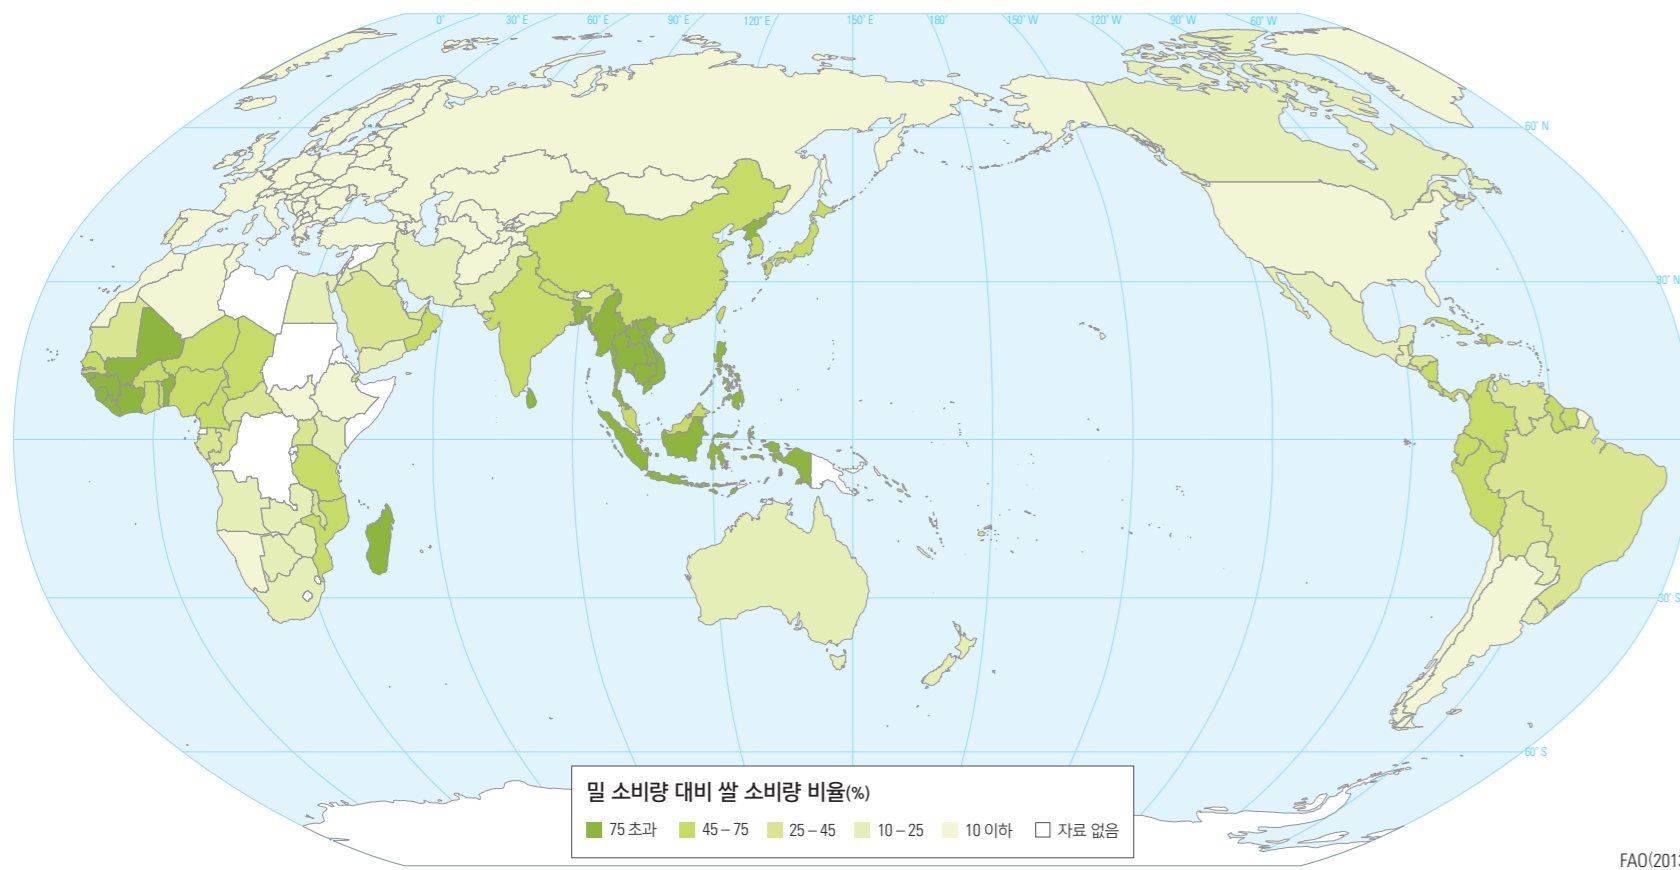 0° 30° E 60° E 90° E 120° E 150° E 180° 150° W 120° W 90° W 60° W
60° N
30° N
30° S
60° S
밀 소비량 대비 쌀 소비량 비율(%)
75 초과 45 – 75 25 – 45 10 – 25 10 이하 자료 없음
FAO(2013